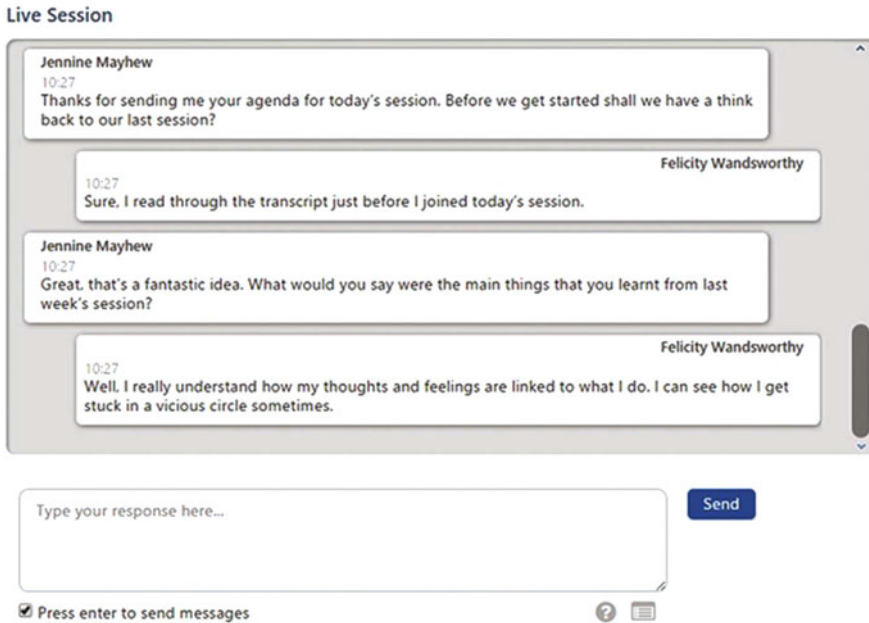 Live Session
Jennine Mayhew
10:27
Thanks for sending me your agenda for today's session. Before we get started shall we have a think
back to our last session?
Felicity Wandsworthy
10:27
Sure, I read through the transcript just before I joined today's session.
Jennine Mayhew
10:27
Great, that's a fantastic idea. What would you say were the main things that you learnt from last
week's session?
Felicity Wandsworthy
10:27
Well, I really understand how my thoughts and feelings are linked to what I do. I can see how I get
stuck in a vicious circle sometimes.
Type your response here...
Send
Press enter to send messages
?